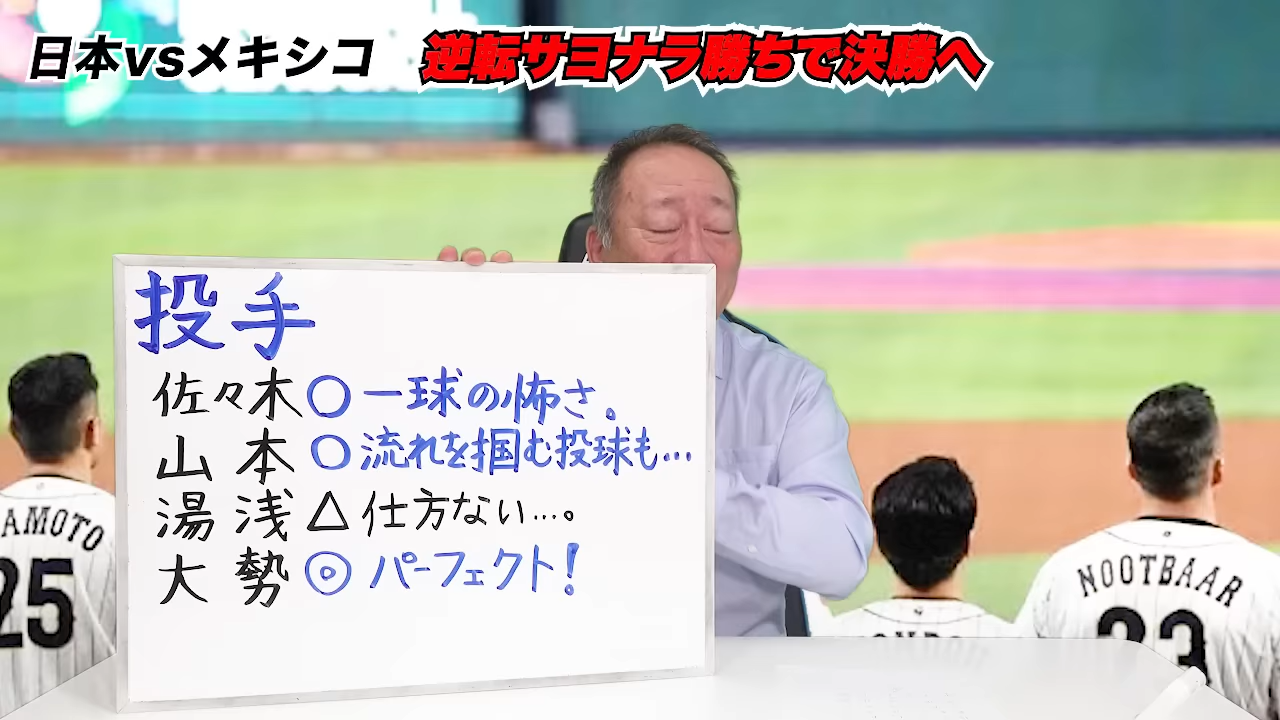 日本vsメキシコ 逆転サヨナラ勝ちで決勝へ
投手
佐々木 ○ 一球の怖さ。
山本 ○ 流れを掴む投球も…
湯浅 △ 仕方ない…。
大勢 ◎ パーフェクト!
AMOTO
25
NOOTBAAR
23